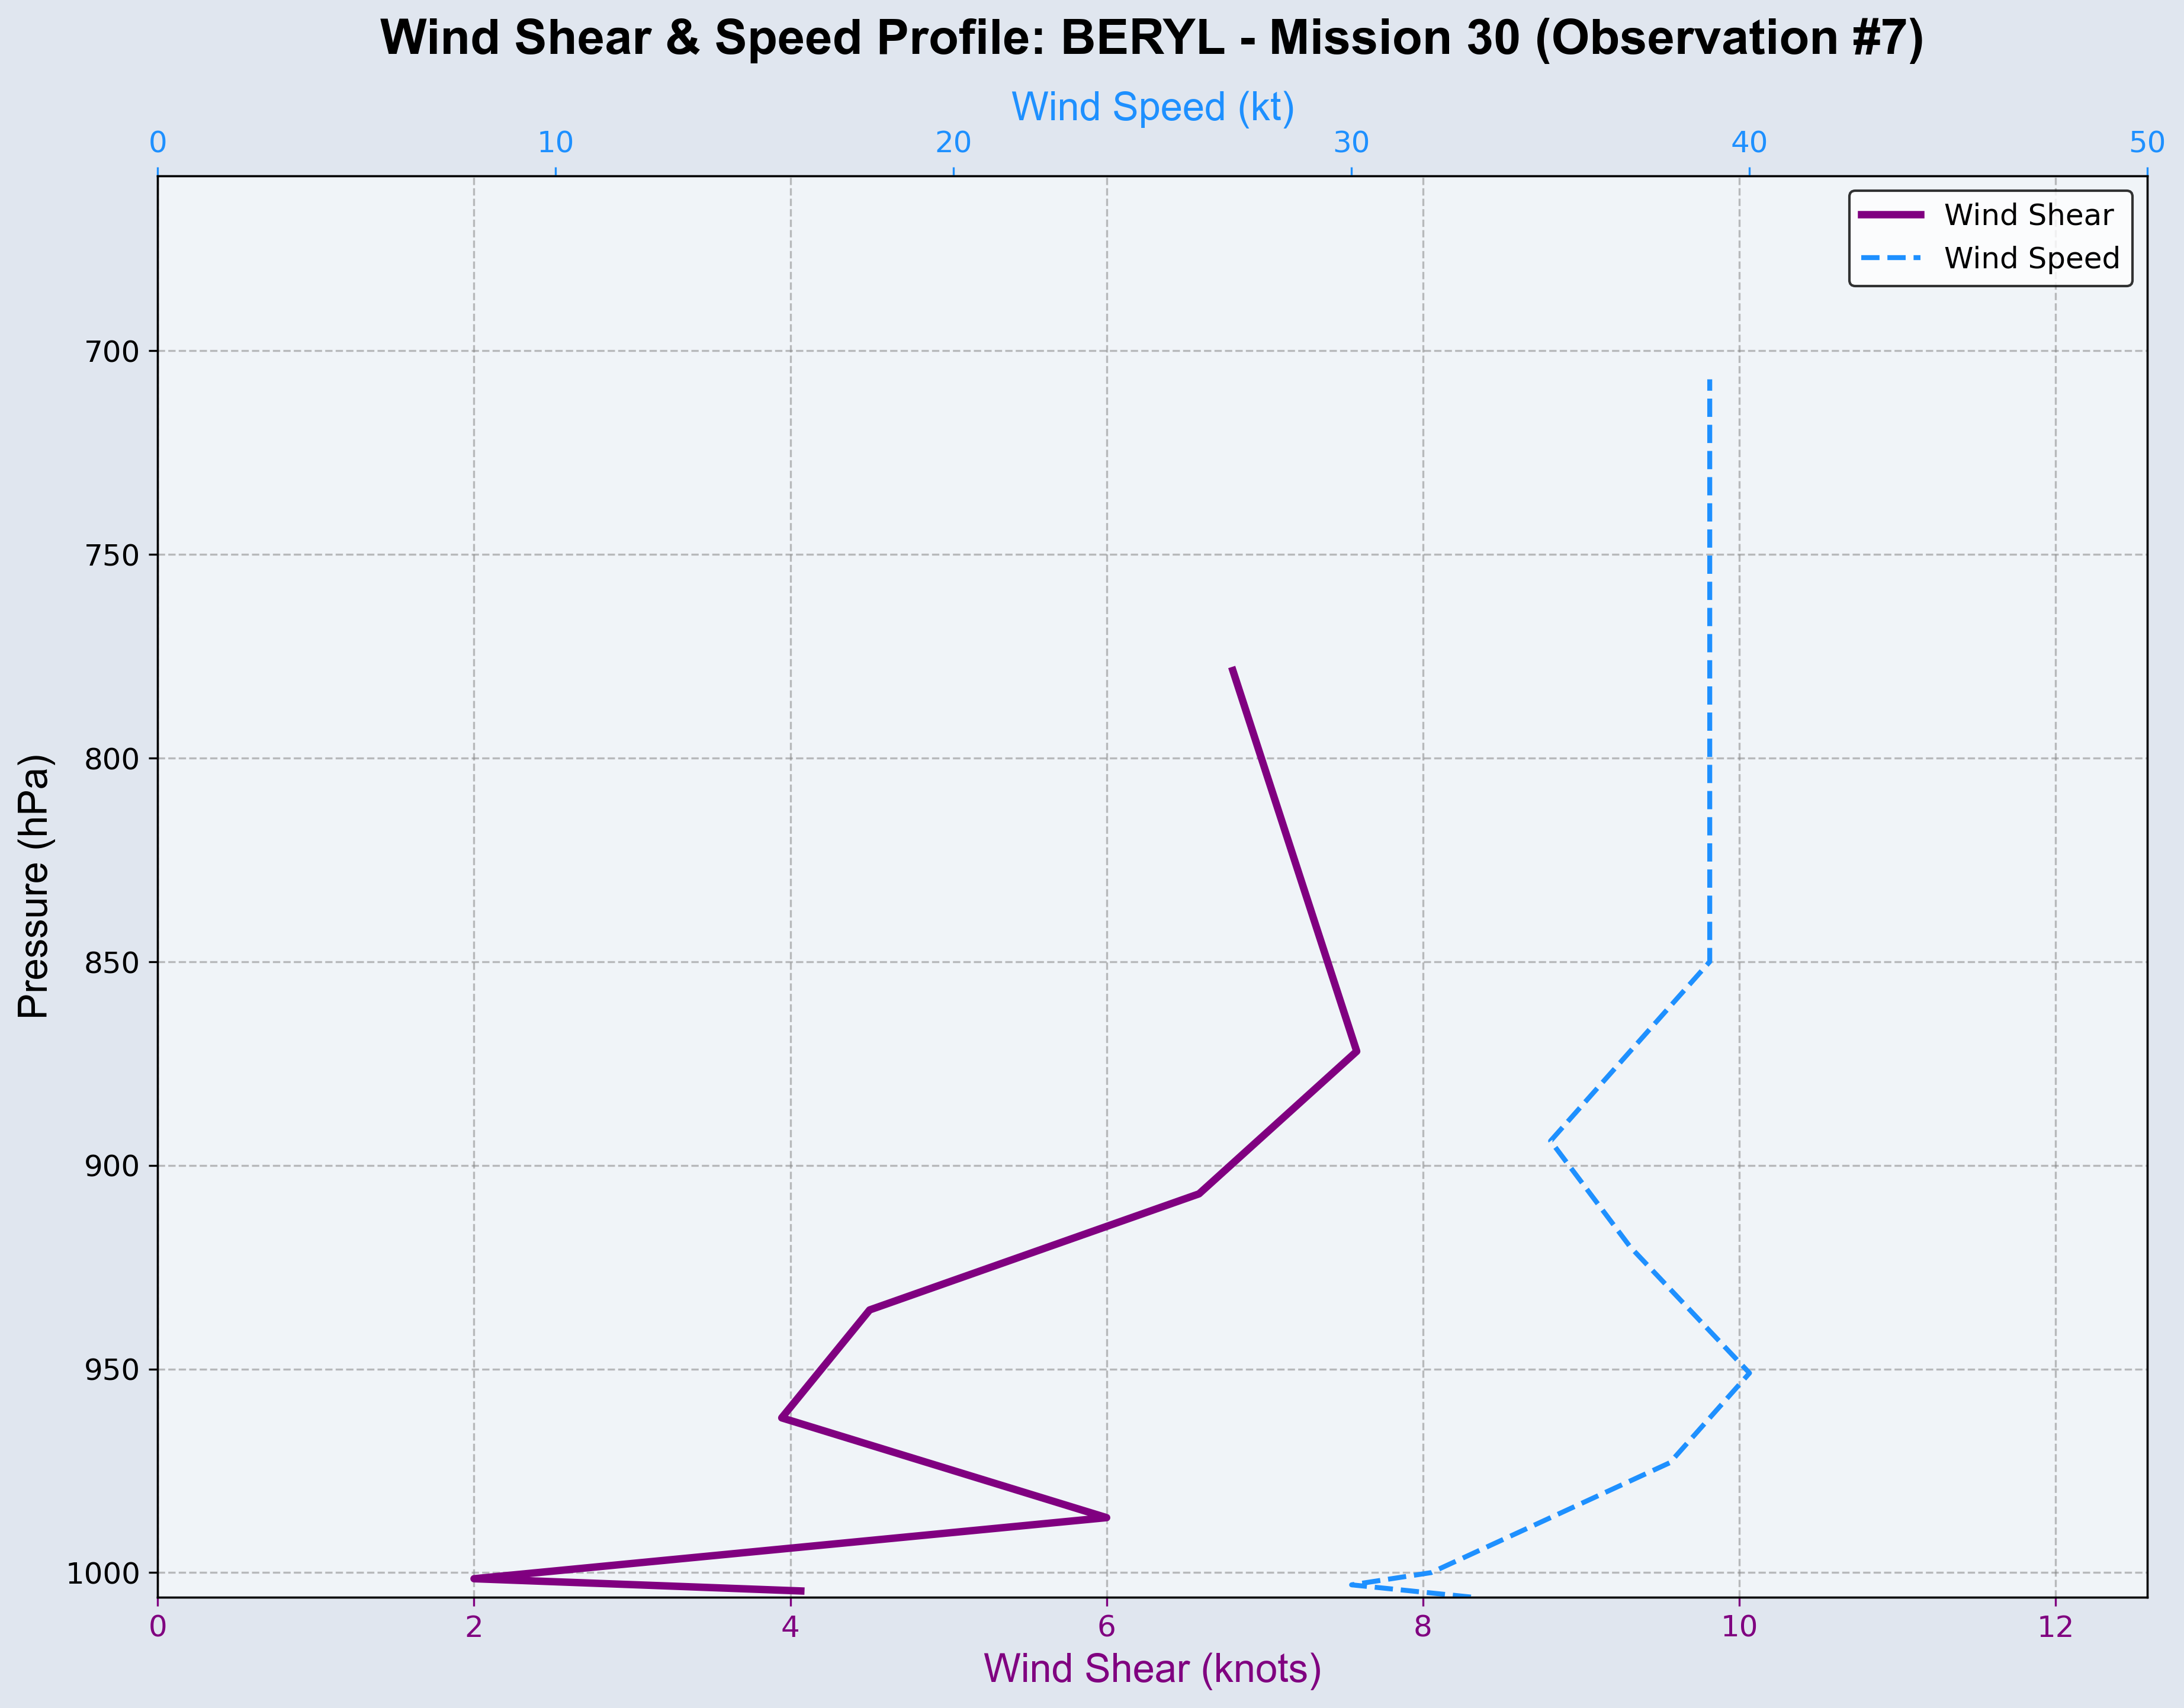 Wind Shear & Speed Profile: BERYL - Mission 30 (Observation #7)
Wind Speed (kt)
0 10 20 30 40 50
Wind Shear
Wind Speed
700
750
800
850
900
950
1000
Pressure (hPa)
0 2 4 6 8 10 12
Wind Shear (knots)